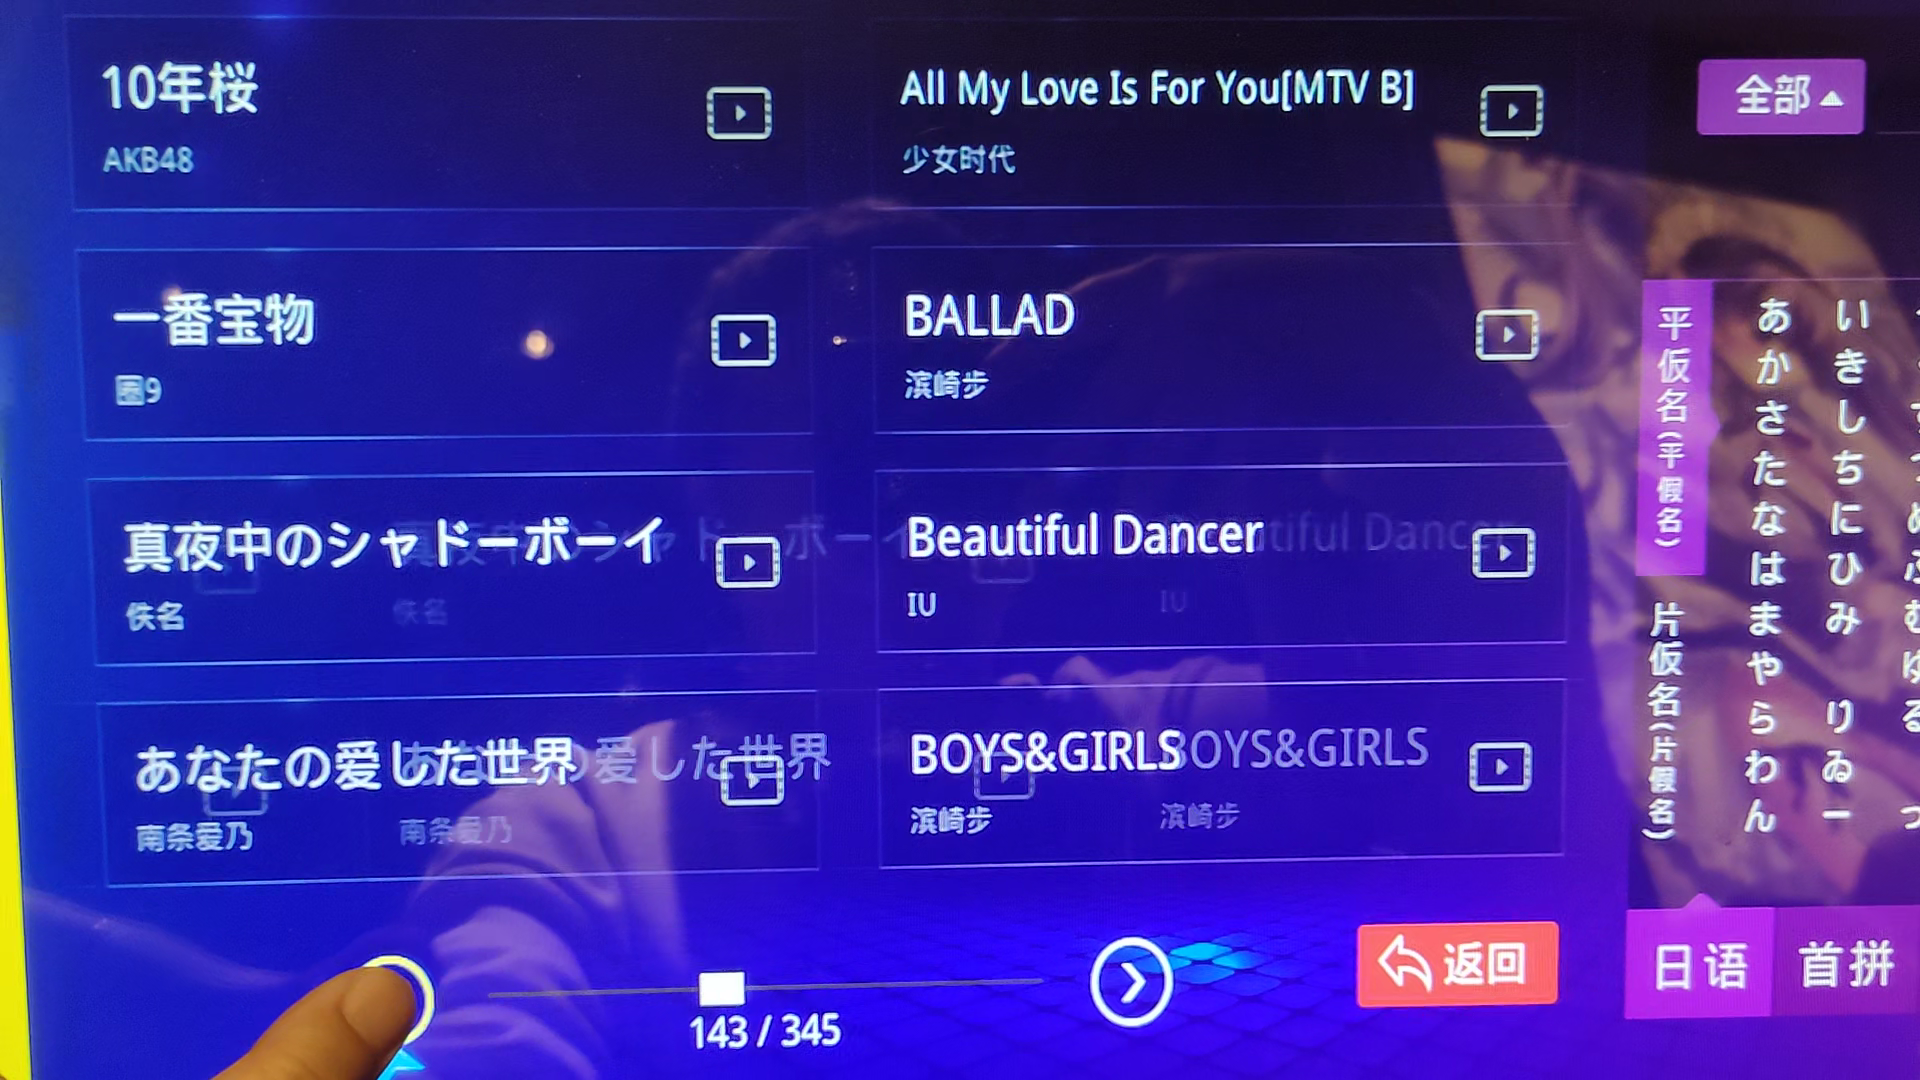 10年桜
AKB48
All My Love Is For You[MTV B]
少女时代
一番宝物
圈9
BALLAD
滨崎步
真夜中のシャドーボーイ
佚名
Beautiful Dancer
IU
あなたの愛した世界
南条爱乃
BOYS&GIRLS
滨崎步
143 / 345
返回
全部
平仮名(平假名)
片仮名(片假名)
あかさたなはまやらわん
いきしちにひみ りゐー
日语
首拼